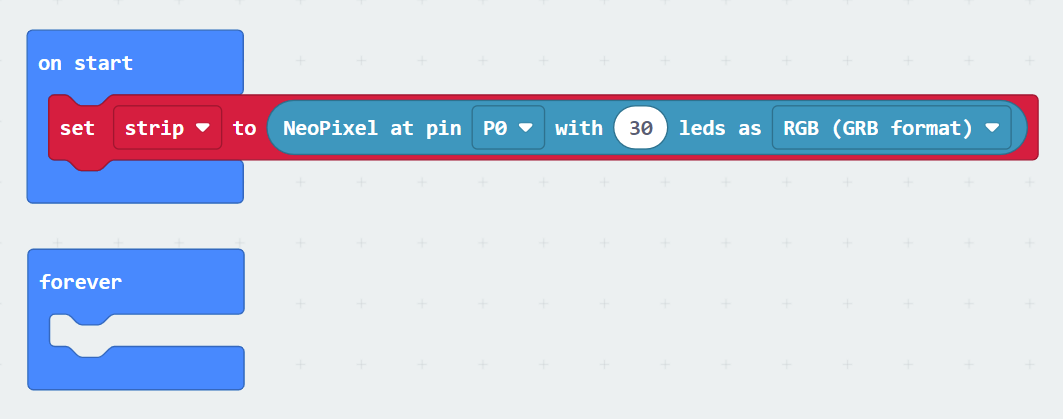 on start
set strip to NeoPixel at pin P0 with 30 leds as RGB (GRB format)
forever